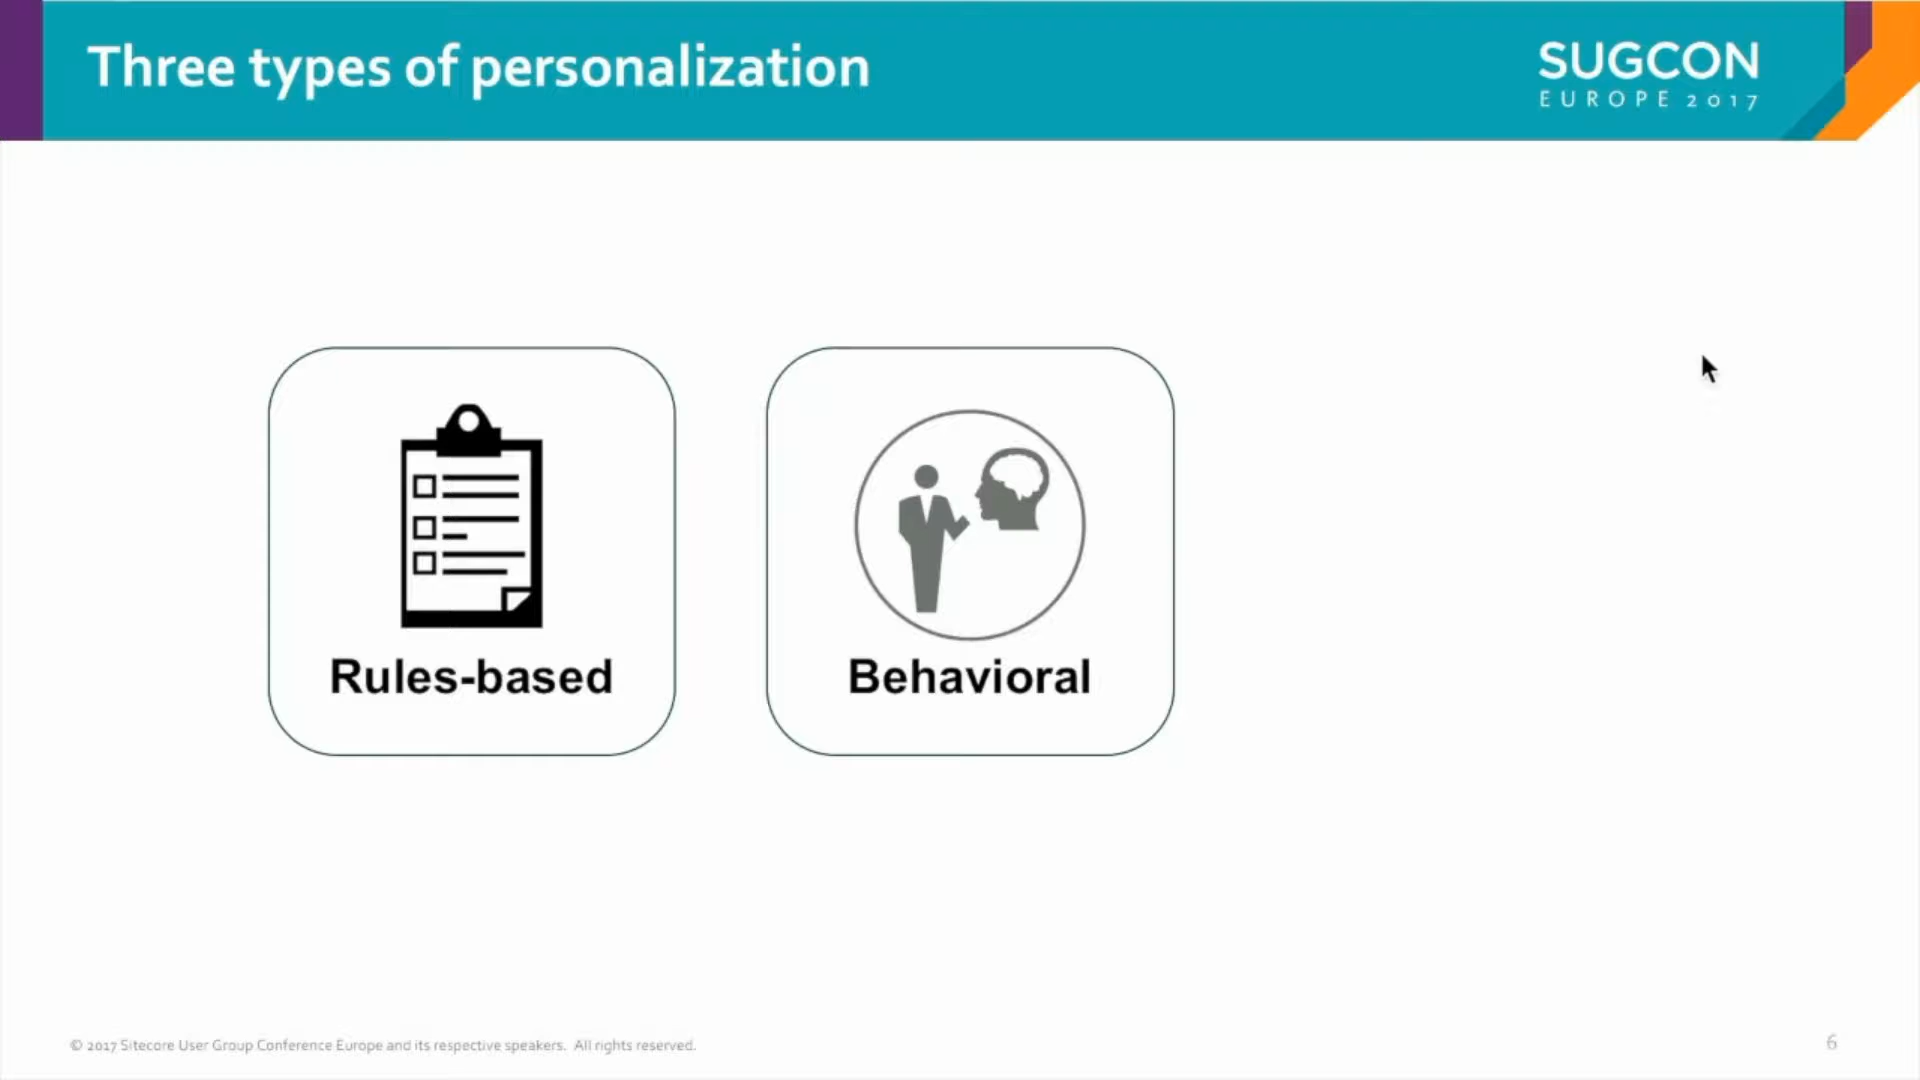 Three types of personalization
SUGCON
EUROPE 2017
Rules-based
Behavioral
© 2017 Sitecore User Group Conference Europe and its respective speakers. All rights reserved.
6